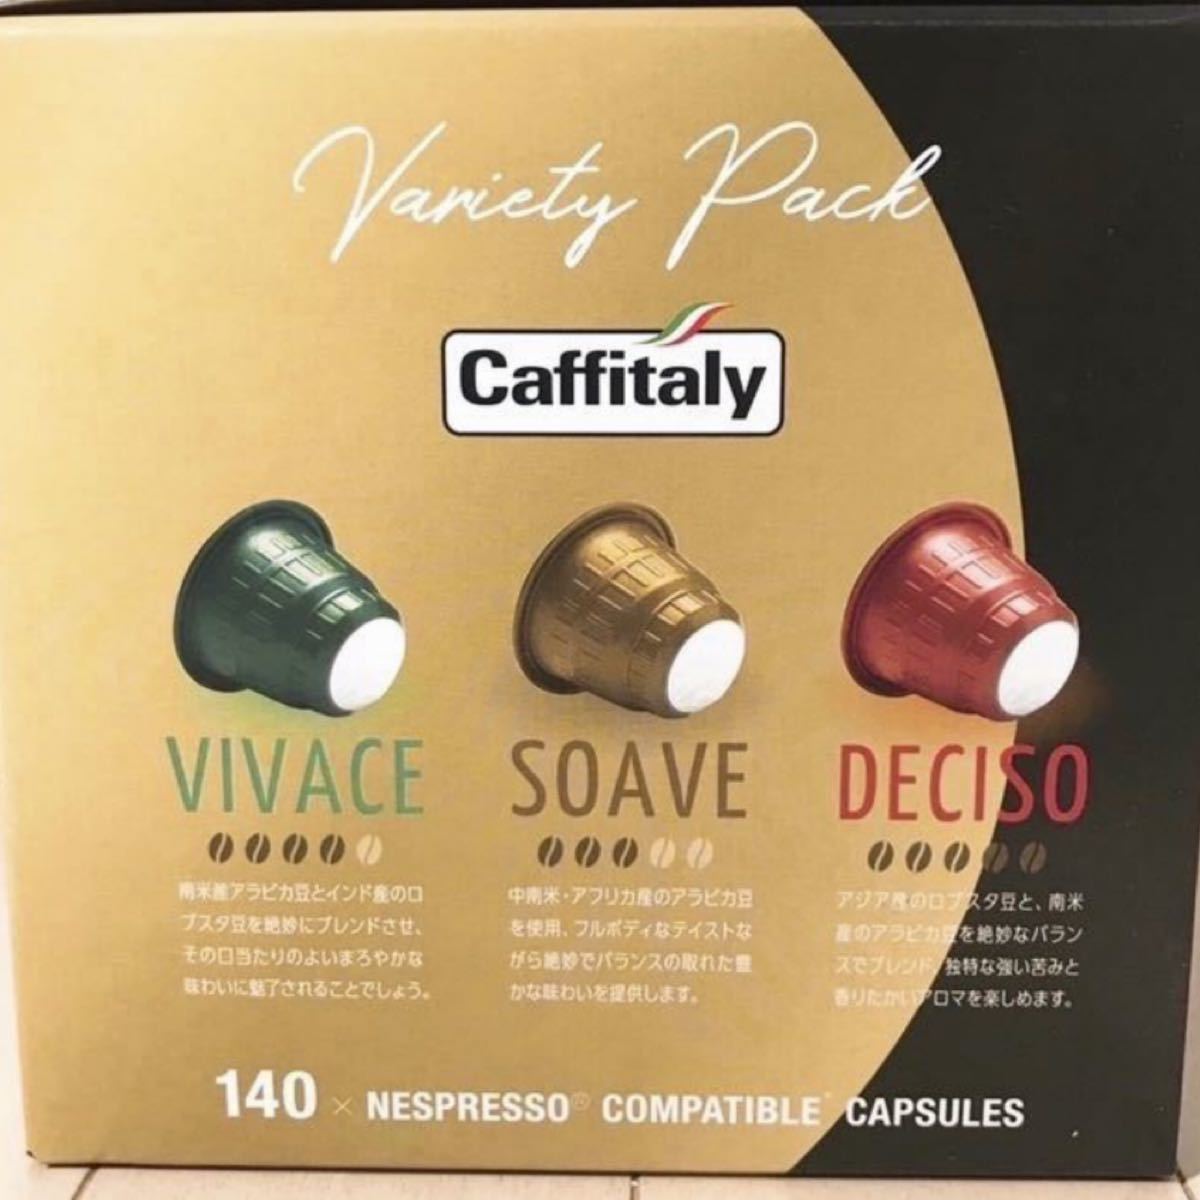 Variety Pack
Caffitaly
VIVACE
南米産アラビカ豆とインド産のロ
ブスタ豆を絶妙にブレンドさせ、
その口当たりのよいまろやかな
味わいに魅了されることでしょう。
SOAVE
中南米・アフリカ産のアラビカ豆
を使用、フルボディなテイストな
がら絶妙でバランスの取れた豊
かな味わいを提供します。
DECISO
アジア産のロブスタ豆と、南米
産のアラビカ豆を絶妙なバラン
スでブレンド。独特な強い苦みと
香りたかいアロマを楽しめます。
140 × NESPRESSO® COMPATIBLE* CAPSULES